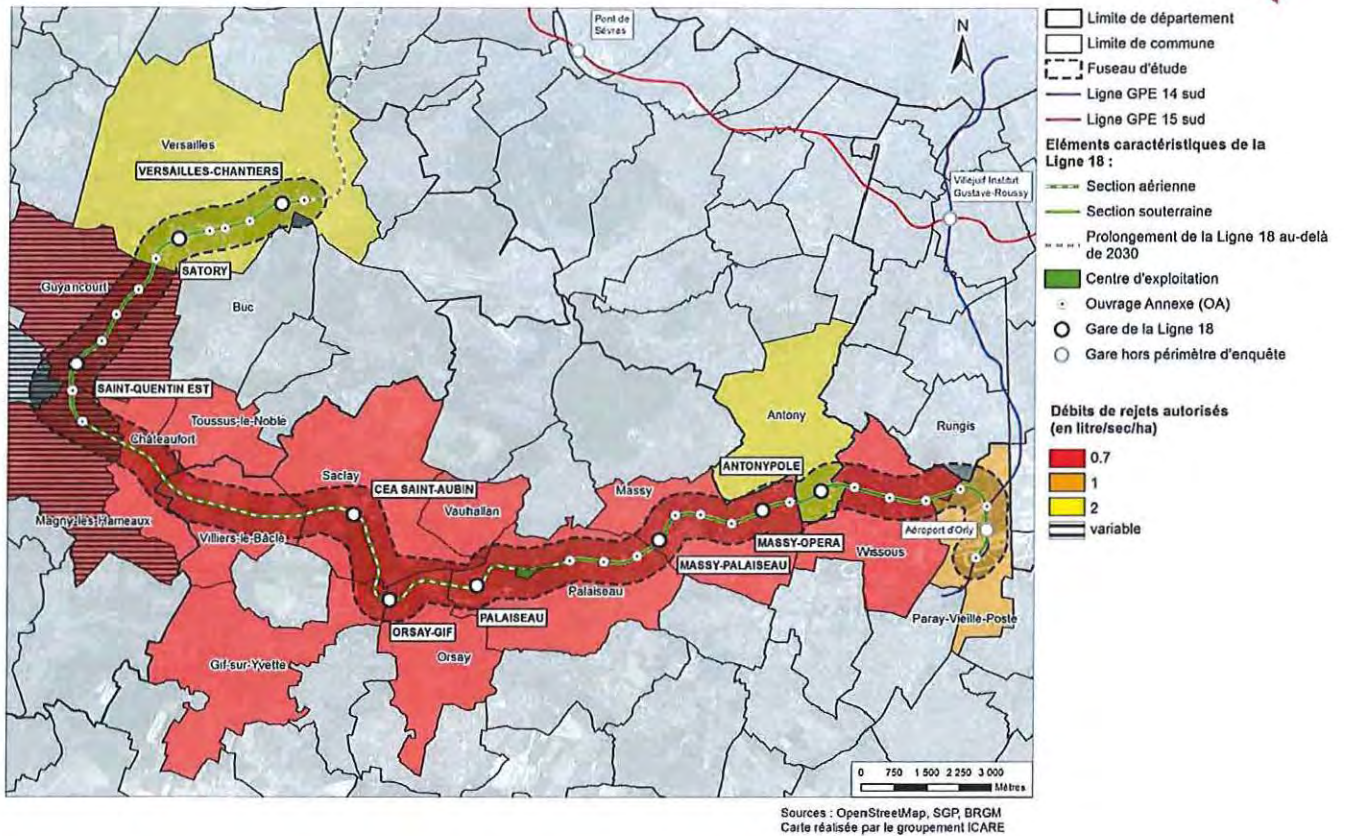 Pont de
Sèvres
N
Versailles
VERSAILLES-CHANTIERS
Villejuif Institut
Gustave-Roussy
SATORY
Guyancourt
Buc
SAINT-QUENTIN EST
Toussus-le-Noble
Antony
Rungis
Châteaufort
Saclay
ANTONYPOLE
CEA SAINT-AUBIN
Massy
Vauhallan
Magny-les-Hameaux
Villiers-le-Bâcle
Aéroport d'Orly
MASSY-OPERA
Wissous
MASSY-PALAISEAU
Palaiseau
PALAISEAU
Paray-Vieille-Poste
ORSAY-GIF
Orsay
Gif-sur-Yvette
0 750 1 500 2 250 3 000
Mètres
Limite de département
Limite de commune
Fuseau d'étude
Ligne GPE 14 sud
Ligne GPE 15 sud
Eléments caractéristiques de la
Ligne 18 :
Section aérienne
Section souterraine
Prolongement de la Ligne 18 au-delà
de 2030
Centre d'exploitation
Ouvrage Annexe (OA)
Gare de la Ligne 18
Gare hors périmètre d'enquête
Débits de rejets autorisés
(en litre/sec/ha)
0.7
1
2
variable
Sources : OpenStreetMap, SGP, BRGM
Carte réalisée par le groupement ICARE